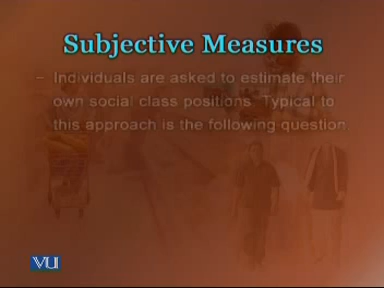 Subjective Measures
– Individuals are asked to estimate their
own social class positions. Typical to
this approach is the following question
VU